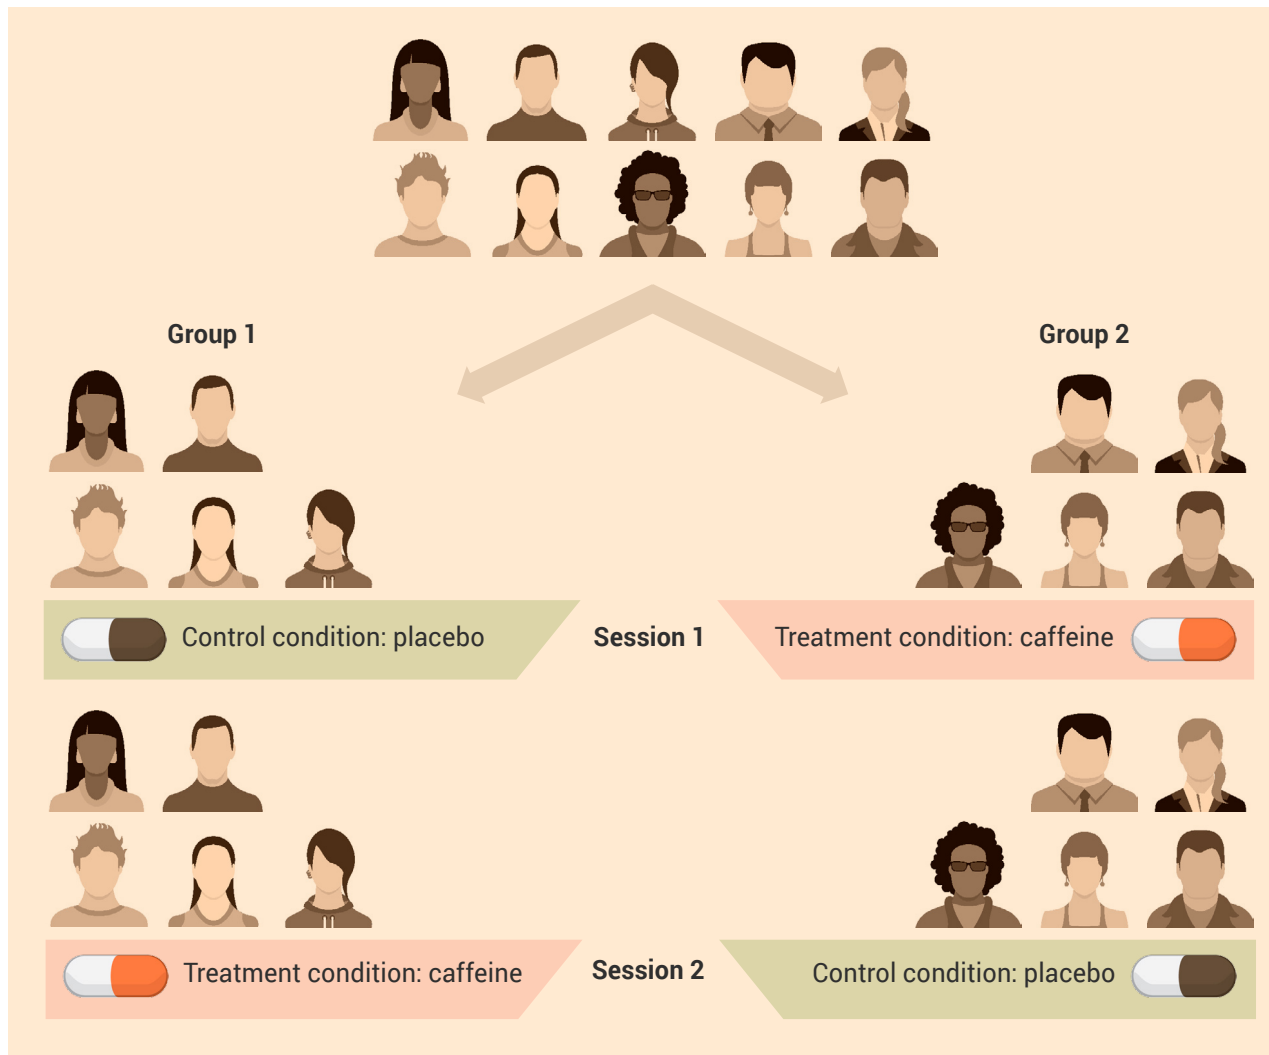 Group 1
Group 2
Control condition: placebo
Session 1
Treatment condition: caffeine
Treatment condition: caffeine
Session 2
Control condition: placebo